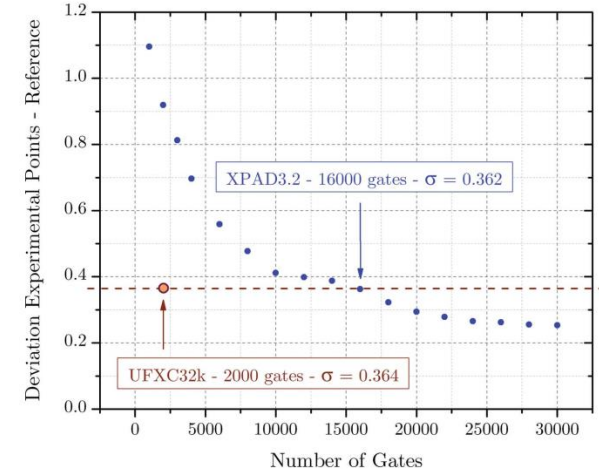 1.2
1.0
0.8
0.6
0.4
0.2
0.0
Deviation Experimental Points - Reference
XPAD3.2 - 16000 gates - σ = 0.362
UFXC32k - 2000 gates - σ = 0.364
0 5000 10000 15000 20000 25000 30000
Number of Gates